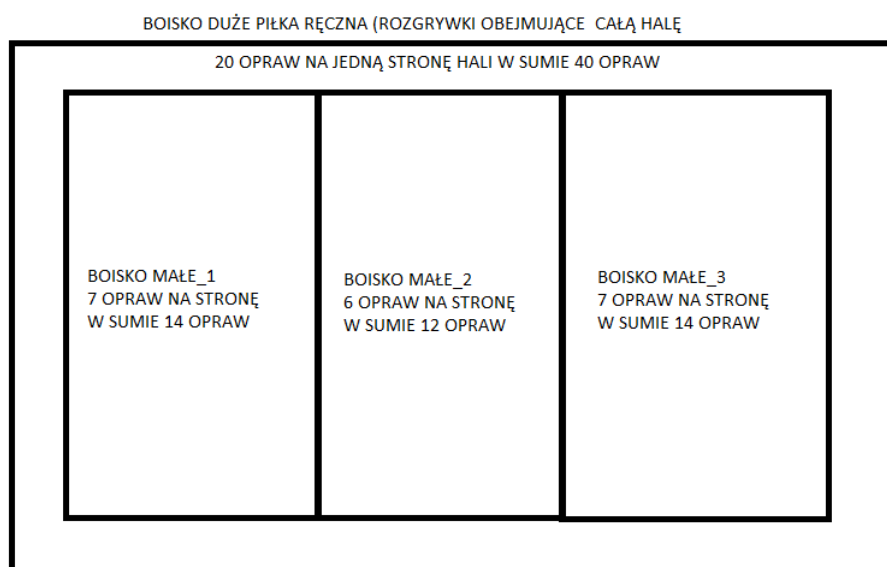 BOISKO DUŻE PIŁKA RĘCZNA (ROZGRYWKI OBEJMUJĄCE CAŁĄ HALĘ
20 OPRAW NA JEDNĄ STRONĘ HALI W SUMIE 40 OPRAW
BOISKO MAŁE_1
7 OPRAW NA STRONĘ
W SUMIE 14 OPRAW
BOISKO MAŁE_2
6 OPRAW NA STRONĘ
W SUMIE 12 OPRAW
BOISKO MAŁE_3
7 OPRAW NA STRONĘ
W SUMIE 14 OPRAW